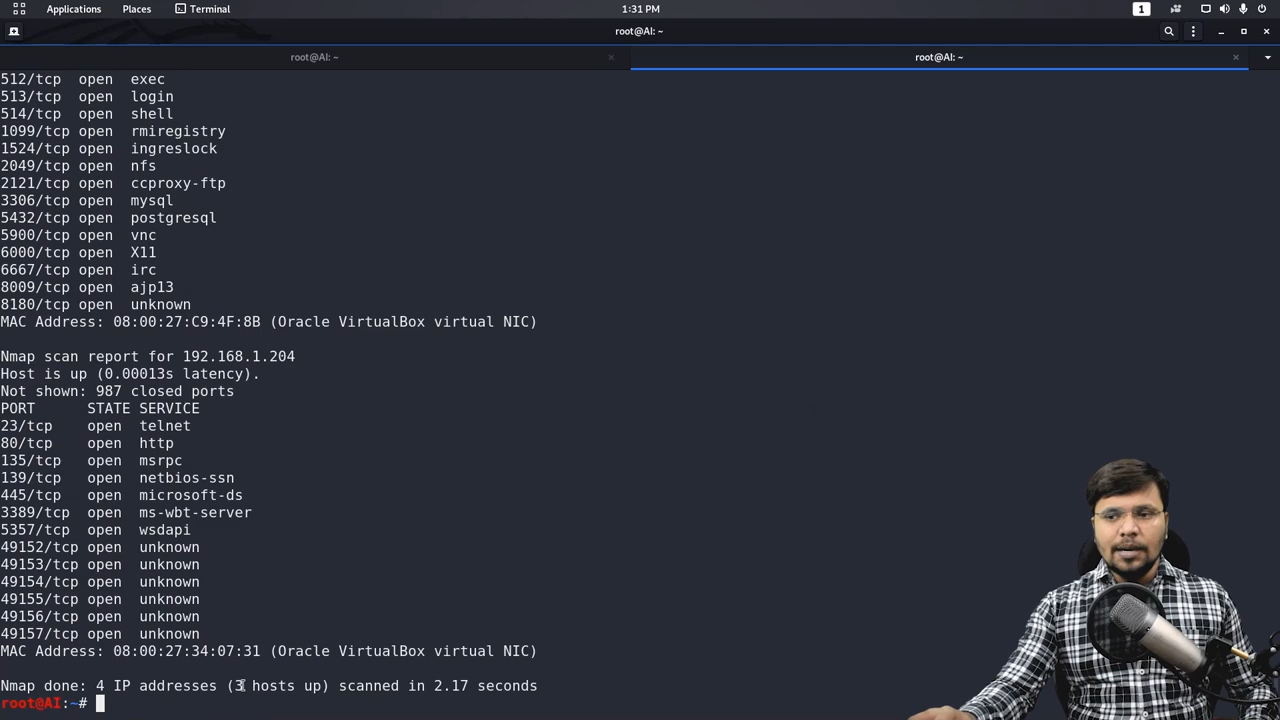 Applications Places Terminal 1:31 PM 1
root@AI: ~
root@AI: ~ root@AI: ~
512/tcp open exec
513/tcp open login
514/tcp open shell
1099/tcp open rmiregistry
1524/tcp open ingreslock
2049/tcp open nfs
2121/tcp open ccproxy-ftp
3306/tcp open mysql
5432/tcp open postgresql
5900/tcp open vnc
6000/tcp open X11
6667/tcp open irc
8009/tcp open ajp13
8180/tcp open unknown
MAC Address: 08:00:27:C9:4F:8B (Oracle VirtualBox virtual NIC)
Nmap scan report for 192.168.1.204
Host is up (0.00013s latency).
Not shown: 987 closed ports
PORT STATE SERVICE
23/tcp open telnet
80/tcp open http
135/tcp open msrpc
139/tcp open netbios-ssn
445/tcp open microsoft-ds
3389/tcp open ms-wbt-server
5357/tcp open wsdapi
49152/tcp open unknown
49153/tcp open unknown
49154/tcp open unknown
49155/tcp open unknown
49156/tcp open unknown
49157/tcp open unknown
MAC Address: 08:00:27:34:07:31 (Oracle VirtualBox virtual NIC)
Nmap done: 4 IP addresses (3 hosts up) scanned in 2.17 seconds
root@AI:~#